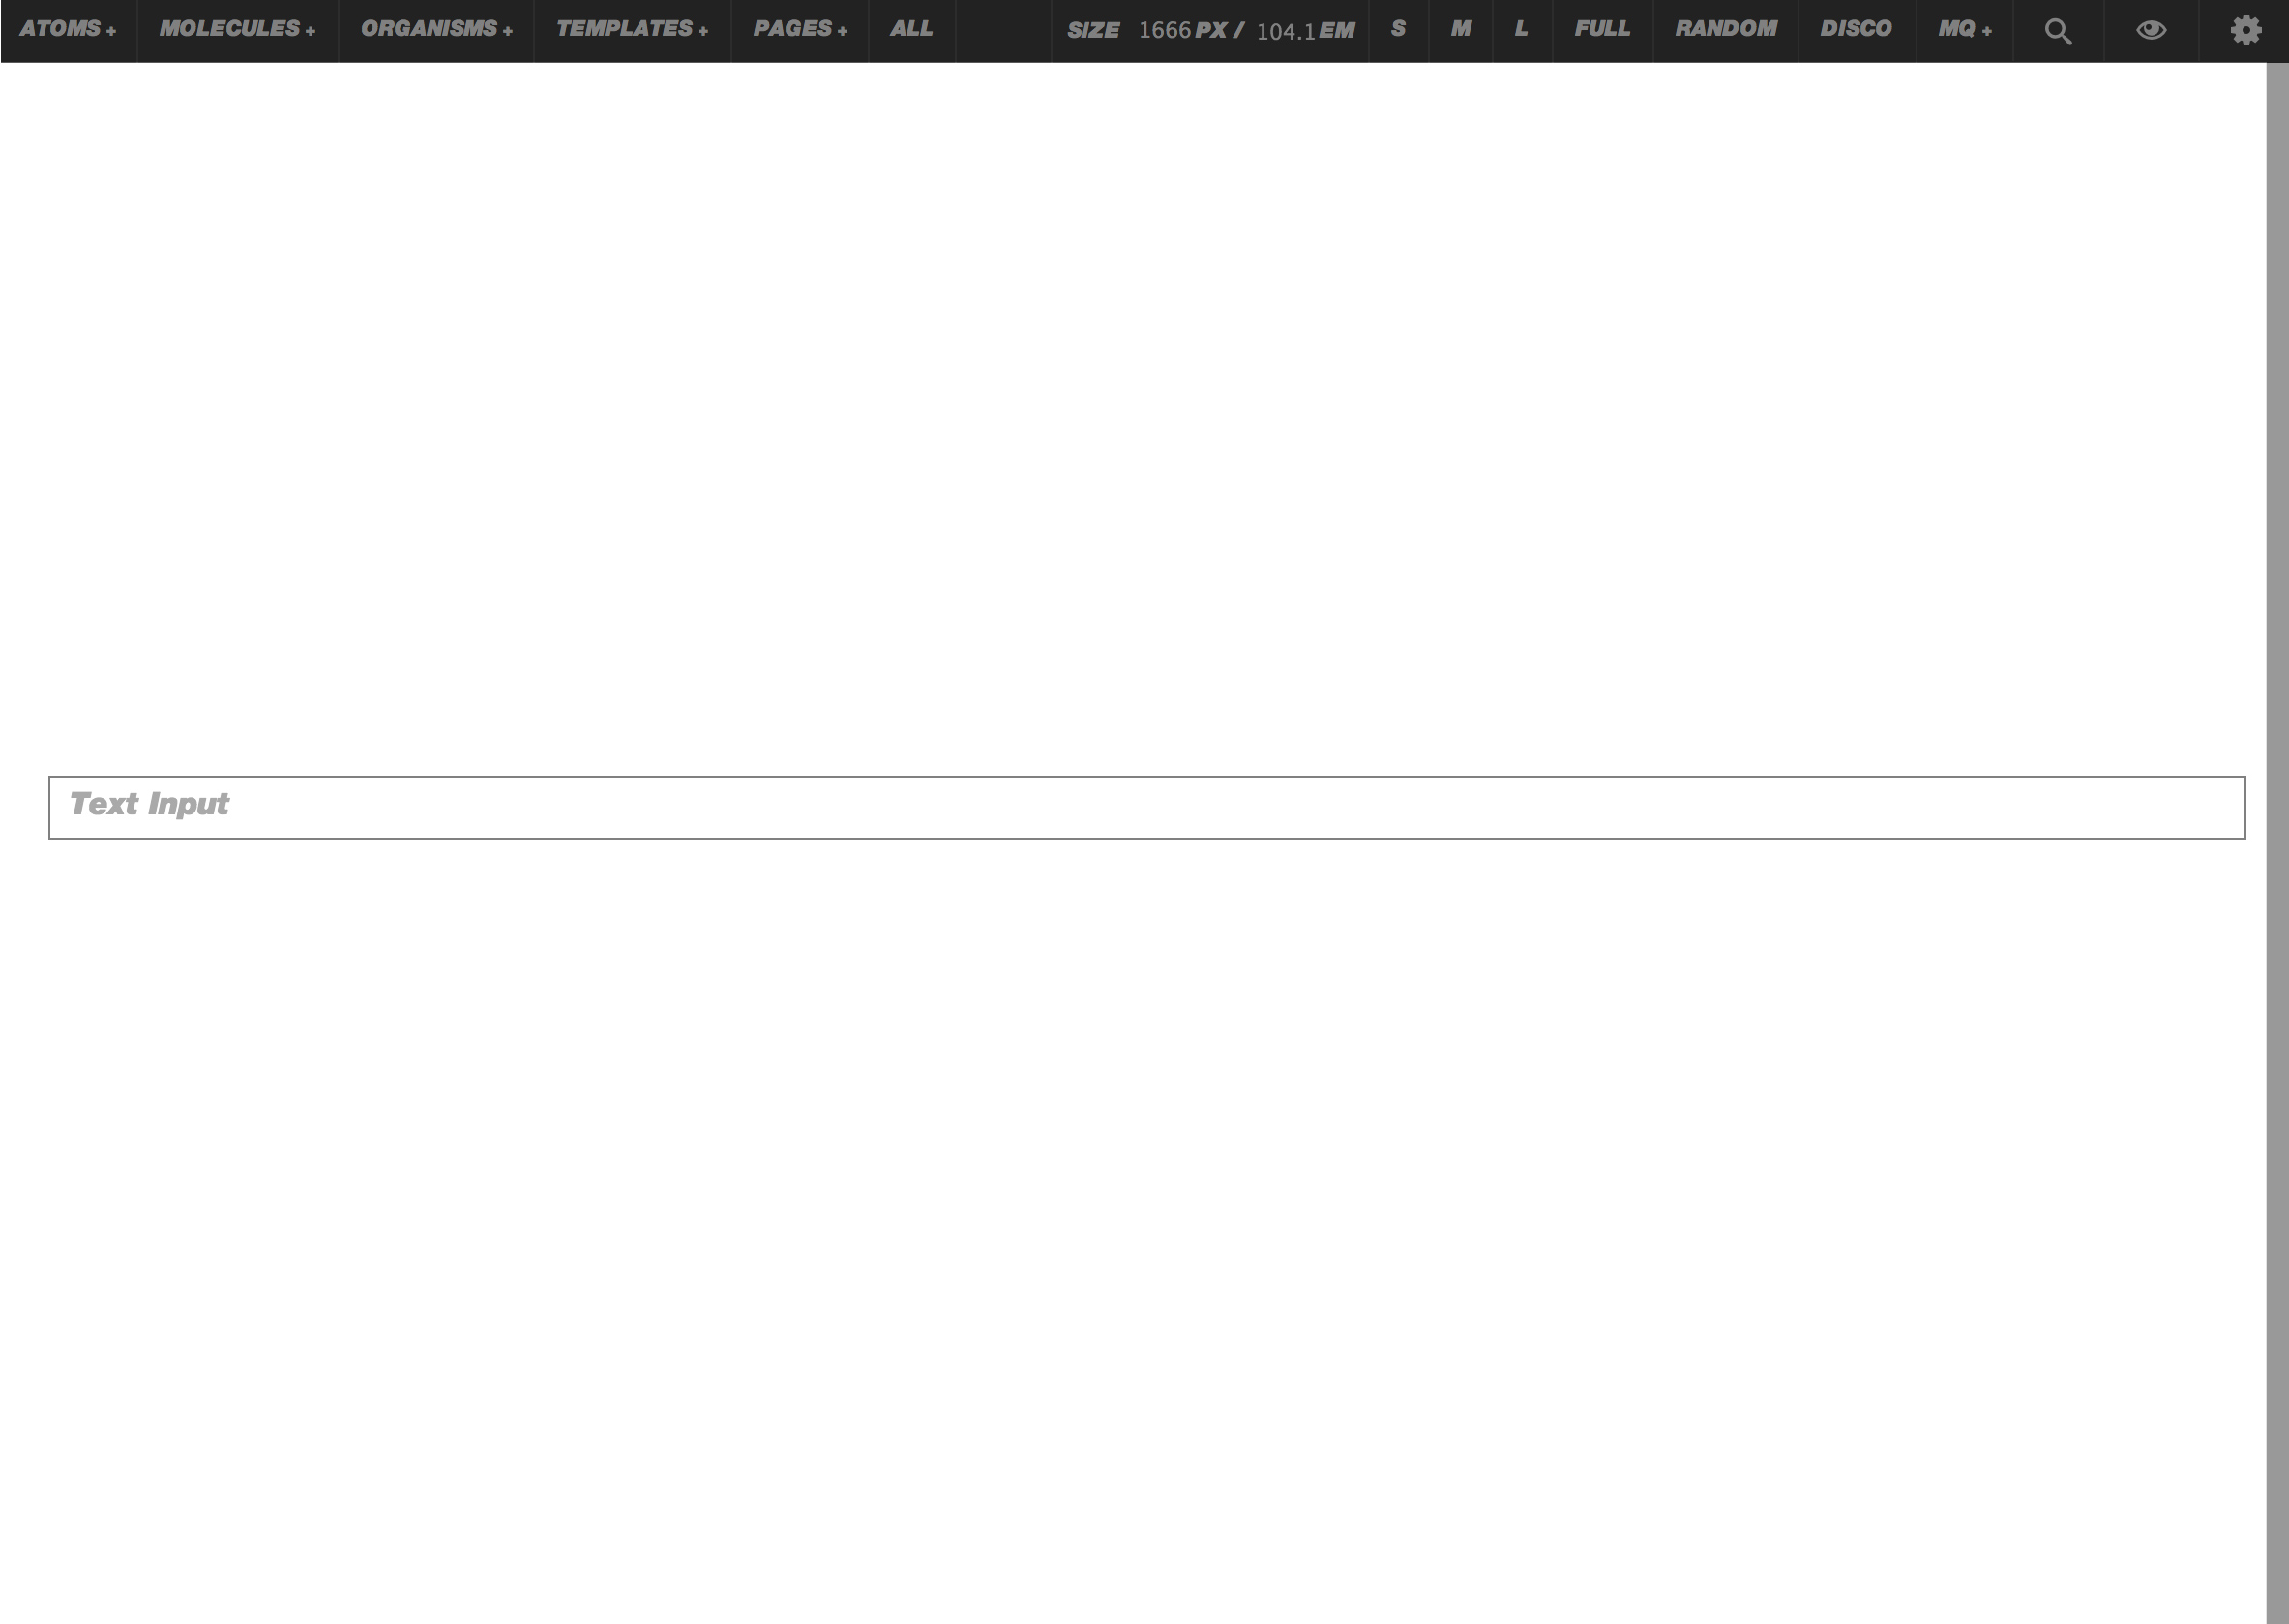 ATOMS + MOLECULES + ORGANISMS + TEMPLATES + PAGES + ALL SIZE 1666 PX / 104.1 EM S M L FULL RANDOM DISCO MQ +
Text Input